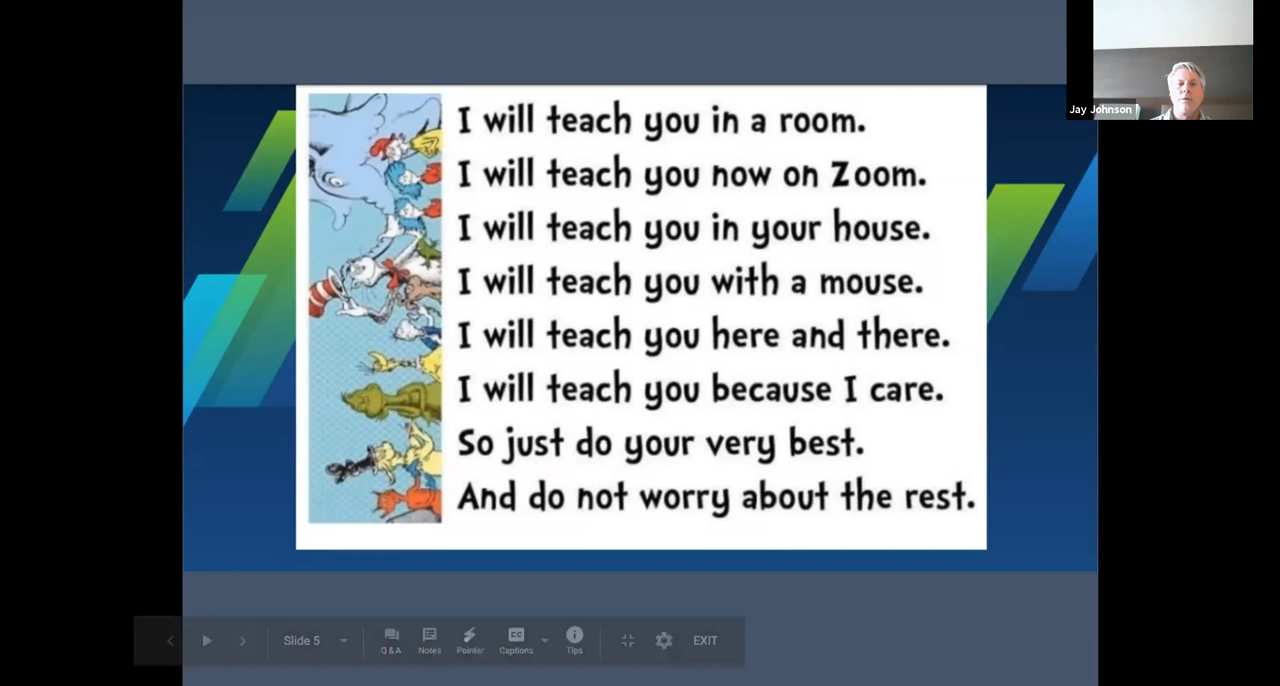 I will teach you in a room.
I will teach you now on Zoom.
I will teach you in your house.
I will teach you with a mouse.
I will teach you here and there.
I will teach you because I care.
So just do your very best.
And do not worry about the rest.
Jay Johnson
Slide 5
Q & A
Notes
Pointer
CC
Captions
Tips
EXIT